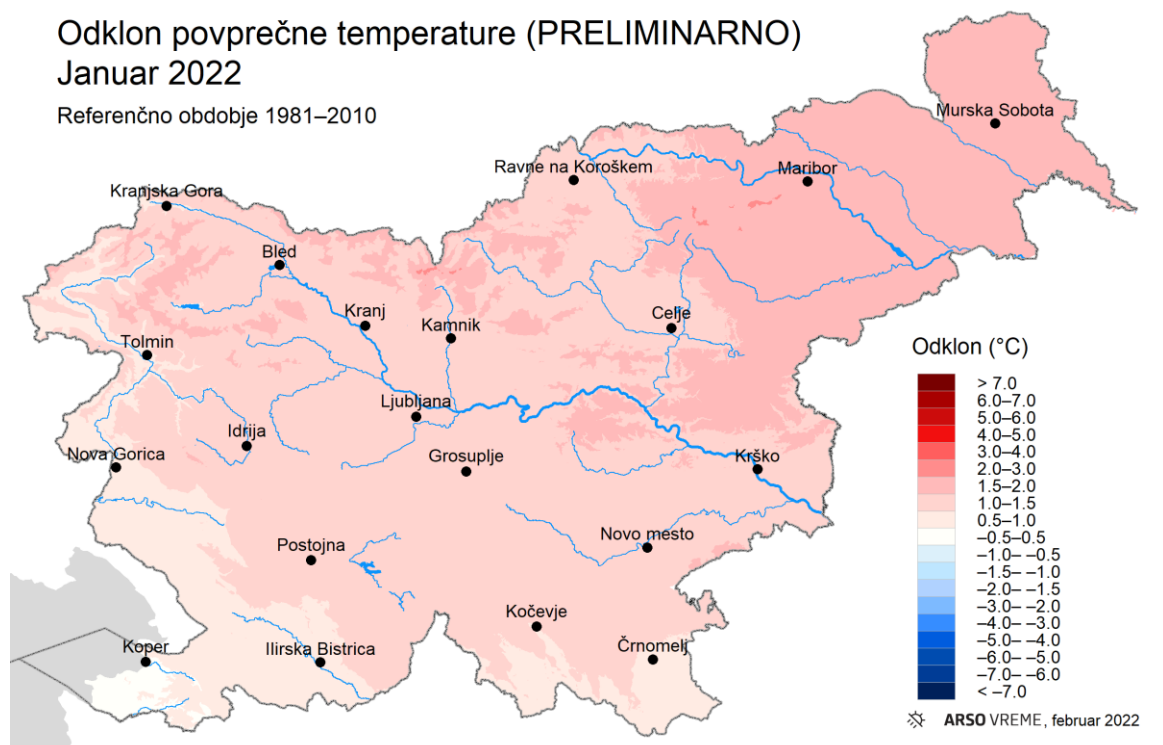 Odklon povprečne temperature (PRELIMINARNO)
Januar 2022
Referenčno obdobje 1981–2010
Murska Sobota
Ravne na Koroškem
Maribor
Kranjska Gora
Bled
Kranj
Kamnik
Celje
Tolmin
Ljubljana
Idrija
Nova Gorica
Grosuplje
Krško
Novo mesto
Postojna
Kočevje
Koper
Ilirska Bistrica
Črnomelj
Odklon (°C)
> 7.0
6.0–7.0
5.0–6.0
4.0–5.0
3.0–4.0
2.0–3.0
1.5–2.0
1.0–1.5
0.5–1.0
–0.5–0.5
–1.0– –0.5
–1.5– –1.0
–2.0– –1.5
–3.0– –2.0
–4.0– –3.0
–5.0– –4.0
–6.0– –5.0
–7.0– –6.0
< –7.0
ARSO VREME, februar 2022